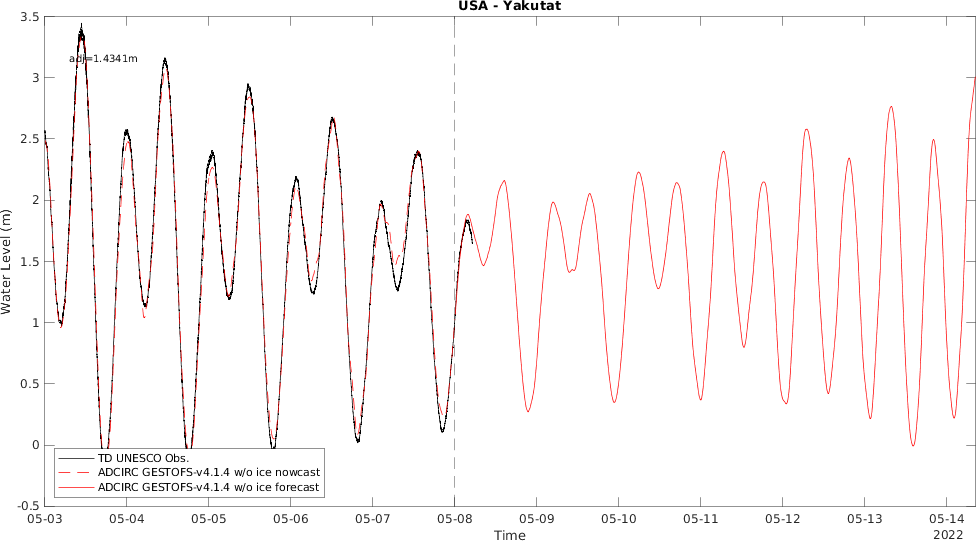 USA - Yakutat
3.5
3
2.5
2
1.5
1
0.5
0
-0.5
Water Level (m)
adj=1.4341m
TD UNESCO Obs.
ADCIRC GESTOFS-v4.1.4 w/o ice nowcast
ADCIRC GESTOFS-v4.1.4 w/o ice forecast
05-03 05-04 05-05 05-06 05-07 05-08 05-09 05-10 05-11 05-12 05-13 05-14
Time
2022